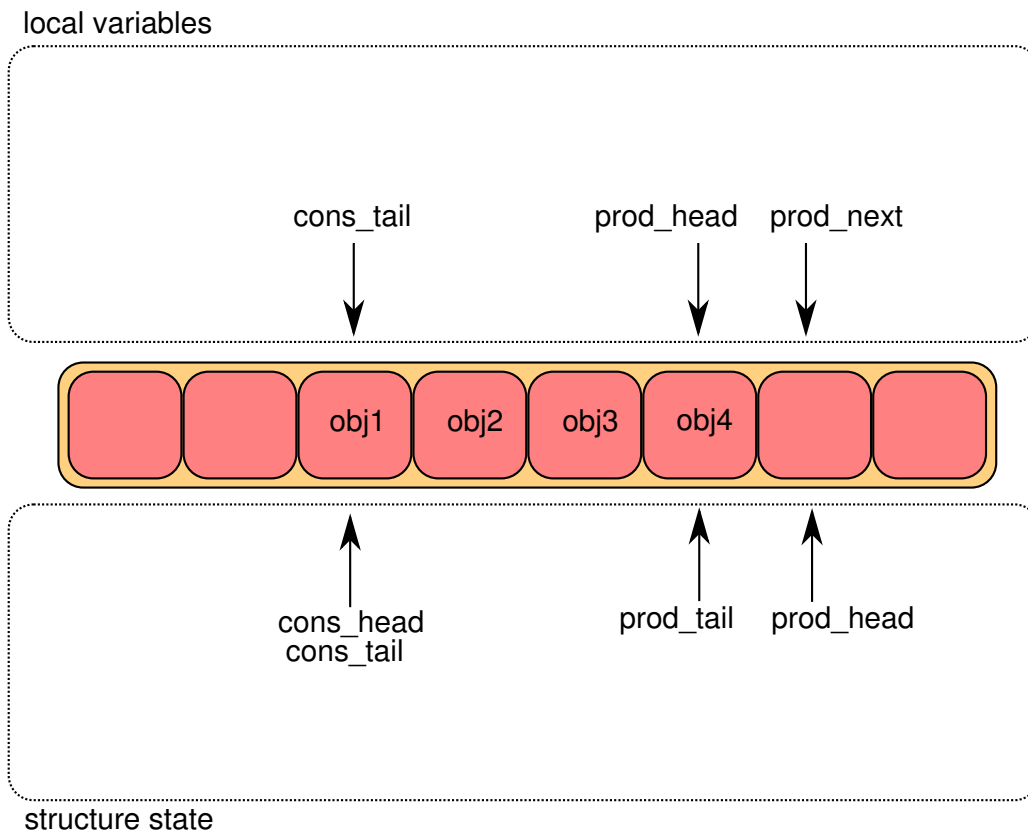 local variables
cons_tail prod_head prod_next
obj1 obj2 obj3 obj4
cons_head prod_tail prod_head
cons_tail
structure state